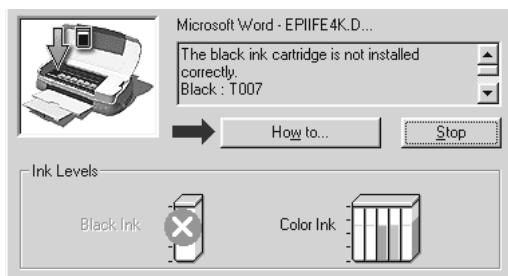 Microsoft Word - EPIIFE4K.D...
The black ink cartridge is not installed
correctly.
Black : T007
How to...
Stop
Ink Levels
Black Ink
Color Ink